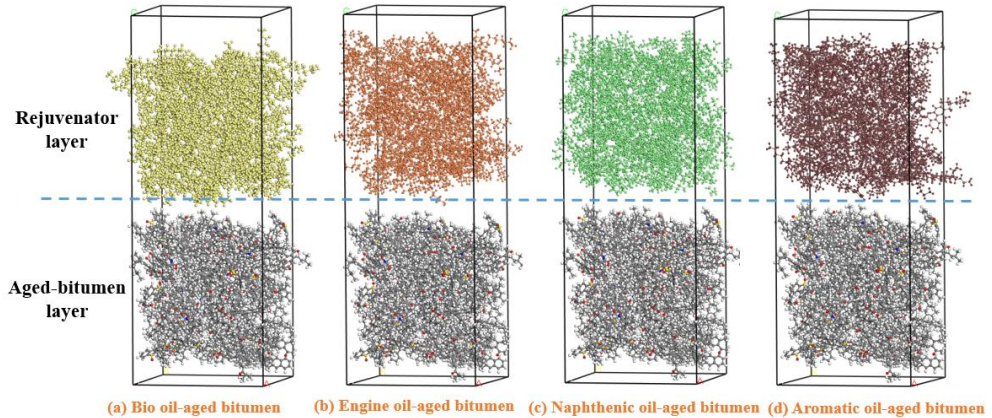 Rejuvenator
layer
Aged-bitumen
layer
(a) Bio oil-aged bitumen
(b) Engine oil-aged bitumen
(c) Naphthenic oil-aged bitumen
(d) Aromatic oil-aged bitumen